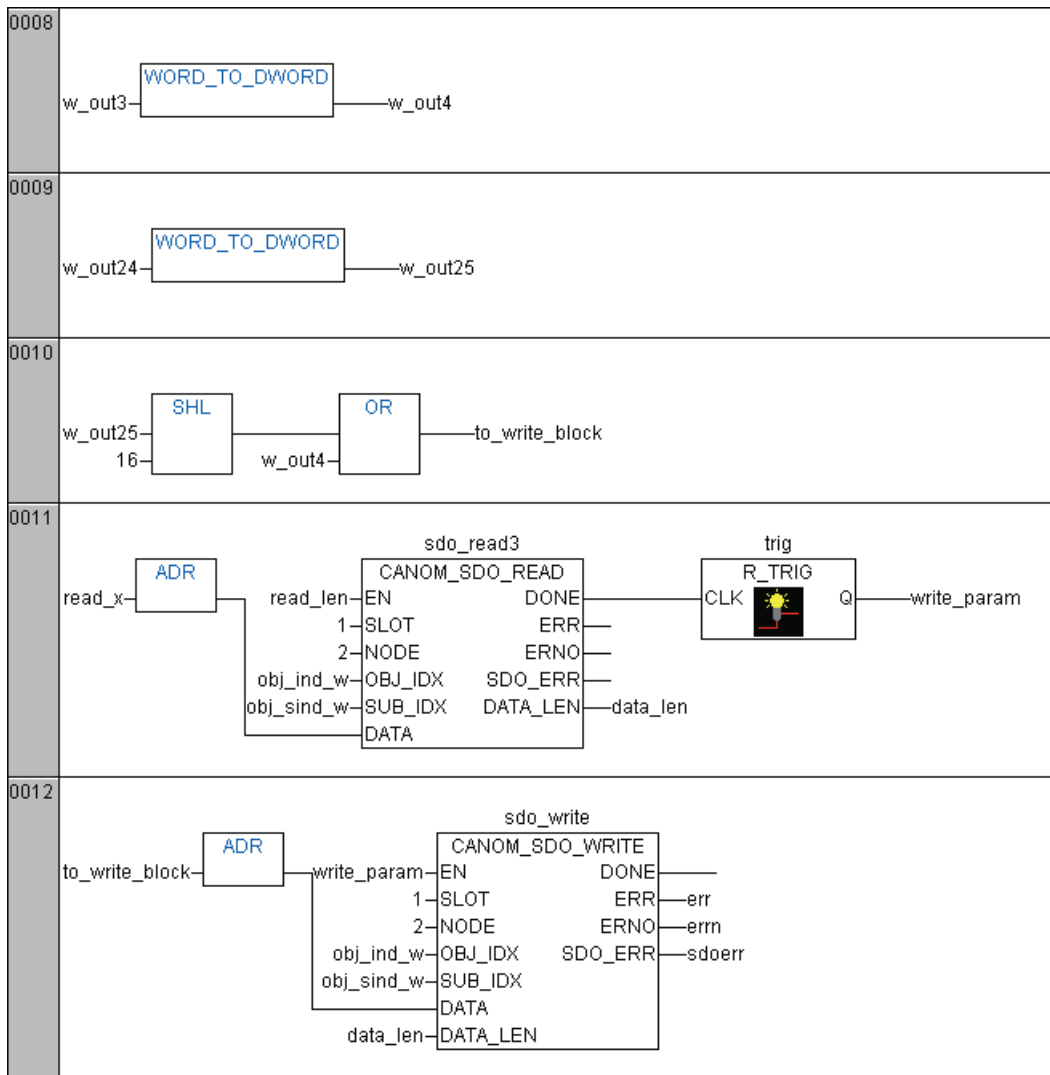 0008
WORD_TO_DWORD
w_out3 w_out4
0009
WORD_TO_DWORD
w_out24 w_out25
0010
SHL OR
w_out25 to_write_block
16 w_out4
0011
sdo_read3 trig
ADR CANOM_SDO_READ R_TRIG
read_x read_len EN DONE CLK Q write_param
1 SLOT ERR
2 NODE ERNO
obj_ind_w OBJ_IDX SDO_ERR
obj_sind_w SUB_IDX DATA_LEN data_len
DATA
0012
sdo_write
ADR CANOM_SDO_WRITE
to_write_block write_param EN DONE
1 SLOT ERR err
2 NODE ERNO errn
obj_ind_w OBJ_IDX SDO_ERR sdoerr
obj_sind_w SUB_IDX
DATA
data_len DATA_LEN